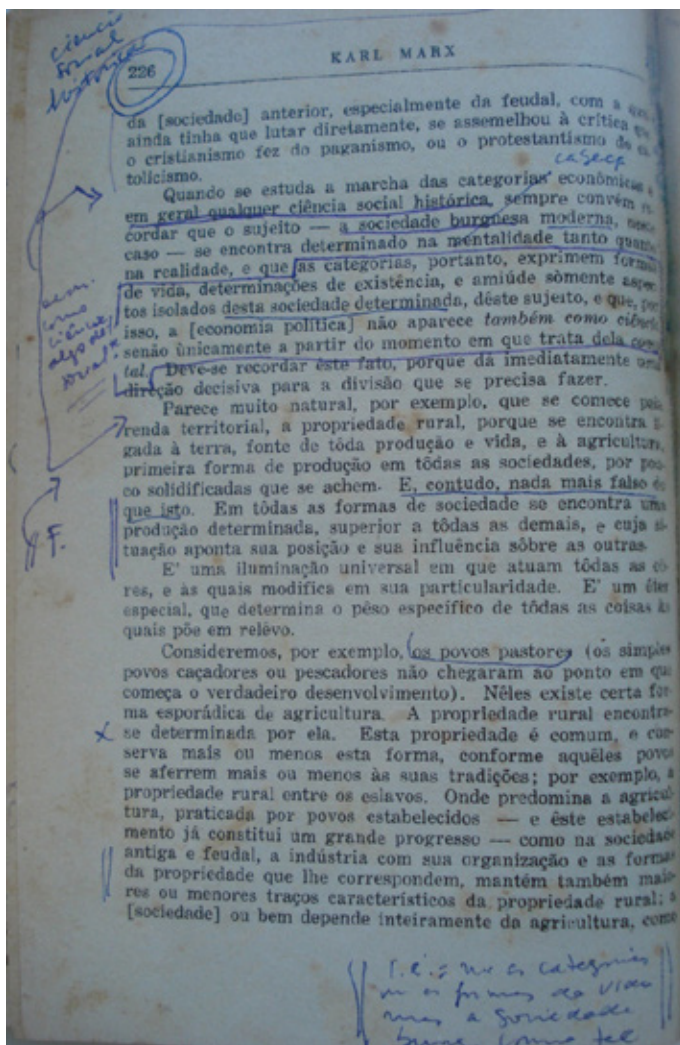 ciência
social
histórica
226
KARL MARX
da [sociedade] anterior, especialmente da feudal, com a
ainda tinha que lutar diretamente, se assemelhou à crítica
o cristianismo fez do paganismo, ou o protestantismo do
tolicismo.
Quando se estuda a marcha das categorias econômicas e
em geral qualquer ciência social histórica, sempre convém
cordar que o sujeito — a sociedade burguesa moderna,
caso — se encontra determinado na mentalidade tanto quanto
na realidade, e que as categorias, portanto, exprimem formas
de vida, determinações de existência, e amiúde sòmente
tos isolados desta sociedade determinada, dêste sujeito, e que, por
isso, a [economia política] não aparece também como ciência
senão ùnicamente a partir do momento em que trata dela como
tal. Deve-se recordar êste fato, porque dá imediatamente uma
direção decisiva para a divisão que se precisa fazer.
Parece muito natural, por exemplo, que se comece pela
renda territorial, a propriedade rural, porque se encontra
gada à terra, fonte de tôda produção e vida, e à agricultura,
primeira forma de produção em tôdas as sociedades, por pou-
co solidificadas que se achem. E, contudo, nada mais falso do
que isto. Em tôdas as formas de sociedade se encontra uma
produção determinada, superior a tôdas as demais, e cuja si-
tuação aponta sua posição e sua influência sôbre as outras.
E' uma iluminação universal em que atuam tôdas as co-
res, e às quais modifica em sua particularidade. E' um éter
especial, que determina o pêso específico de tôdas as coisas às
quais põe em relêvo.
Consideremos, por exemplo, os povos pastores (os simples
povos caçadores ou pescadores não chegaram ao ponto em que
começa o verdadeiro desenvolvimento). Nêles existe certa for-
ma esporádica de agricultura. A propriedade rural encontra-
se determinada por ela. Esta propriedade é comum, e con-
serva mais ou menos esta forma, conforme aquêles povos
se aferrem mais ou menos às suas tradições; por exemplo, a
propriedade rural entre os eslavos. Onde predomina a agricul-
tura, praticada por povos estabelecidos — e êste estabeleci-
mento já constitui um grande progresso — como na sociedade
antiga e feudal, a indústria com sua organização e as formas
da propriedade que lhe correspondem, mantém também maio-
res ou menores traços característicos da propriedade rural; a
[sociedade] ou bem depende inteiramente da agricultura, como
categorias
formas de vida
mas a sociedade